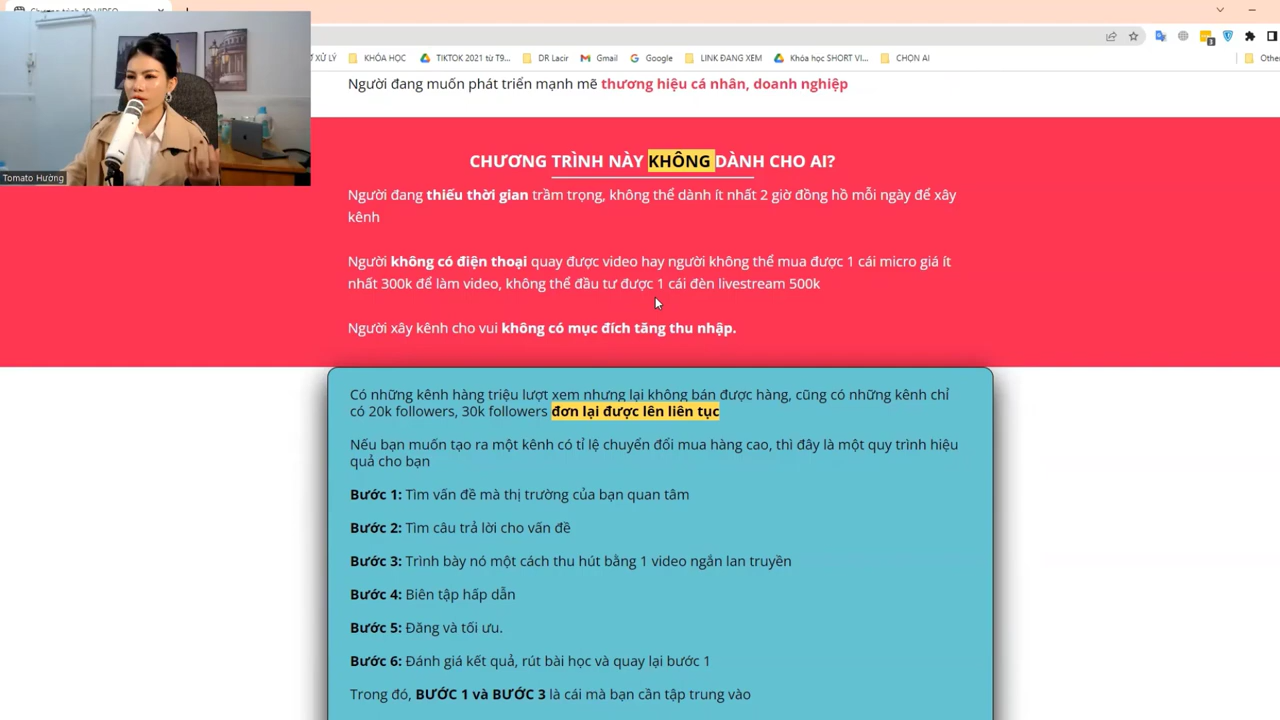 XỬ LÝ
KHÓA HỌC
TIKTOK 2021 từ T9...
DR Lacir
Gmail
Google
LINK ĐANG XEM
Khóa học SHORT VI...
CHỌN AI
Other
3
Tomato Hường
Người đang muốn phát triển mạnh mẽ thương hiệu cá nhân, doanh nghiệp
CHƯƠNG TRÌNH NÀY KHÔNG DÀNH CHO AI?
Người đang thiếu thời gian trầm trọng, không thể dành ít nhất 2 giờ đồng hồ mỗi ngày để xây
kênh
Người không có điện thoại quay được video hay người không thể mua được 1 cái micro giá ít
nhất 300k để làm video, không thể đầu tư được 1 cái đèn livestream 500k
Người xây kênh cho vui không có mục đích tăng thu nhập.
Có những kênh hàng triệu lượt xem nhưng lại không bán được hàng, cũng có những kênh chỉ
có 20k followers, 30k followers đơn lại được lên liên tục
Nếu bạn muốn tạo ra một kênh có tỉ lệ chuyển đổi mua hàng cao, thì đây là một quy trình hiệu
quả cho bạn
Bước 1: Tìm vấn đề mà thị trường của bạn quan tâm
Bước 2: Tìm câu trả lời cho vấn đề
Bước 3: Trình bày nó một cách thu hút bằng 1 video ngắn lan truyền
Bước 4: Biên tập hấp dẫn
Bước 5: Đăng và tối ưu.
Bước 6: Đánh giá kết quả, rút bài học và quay lại bước 1
Trong đó, BƯỚC 1 và BƯỚC 3 là cái mà bạn cần tập trung vào